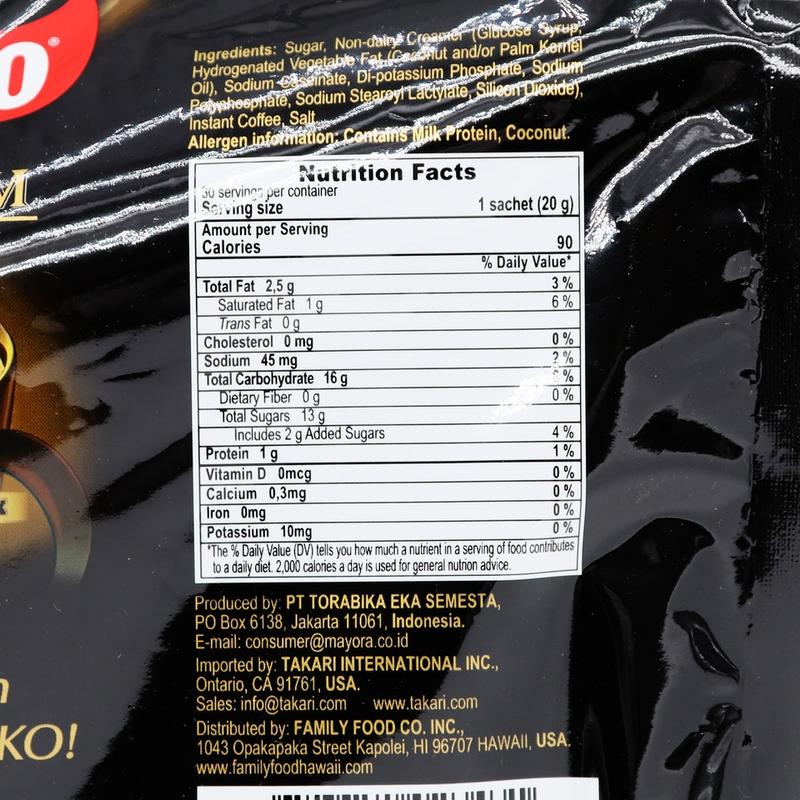 O®
M
Ingredients: Sugar, Non-dairy Creamer (Glucose Syrup,
Hydrogenated Vegetable Fat (Coconut and/or Palm Kernel
Oil), Sodium Caseinate, Di-potassium Phosphate, Sodium
Polyphosphate, Sodium Stearoyl Lactylate, Silicon Dioxide),
Instant Coffee, Salt
Allergen information: Contains Milk Protein, Coconut.
Nutrition Facts
30 servings per container
Serving size 1 sachet (20 g)
Amount per Serving
Calories 90
% Daily Value*
Total Fat 2,5 g 3 %
Saturated Fat 1 g 6 %
Trans Fat 0 g
Cholesterol 0 mg 0 %
Sodium 45 mg 2 %
Total Carbohydrate 16 g %
Dietary Fiber 0 g 0 %
Total Sugars 13 g
Includes 2 g Added Sugars 4 %
Protein 1 g 1 %
Vitamin D 0mcg 0 %
Calcium 0,3mg 0 %
Iron 0mg 0 %
Potassium 10mg 0 %
*The % Daily Value (DV) tells you how much a nutrient in a serving of food contributes
to a daily diet. 2,000 calories a day is used for general nutrion advice.
Produced by: PT TORABIKA EKA SEMESTA,
PO Box 6138, Jakarta 11061, Indonesia.
E-mail: consumer@mayora.co.id
Imported by: TAKARI INTERNATIONAL INC.,
Ontario, CA 91761, USA.
Sales: info@takari.com www.takari.com
Distributed by: FAMILY FOOD CO. INC.,
1043 Opakapaka Street Kapolei, HI 96707 HAWAII, USA.
www.familyfoodhawaii.com
n
KO!